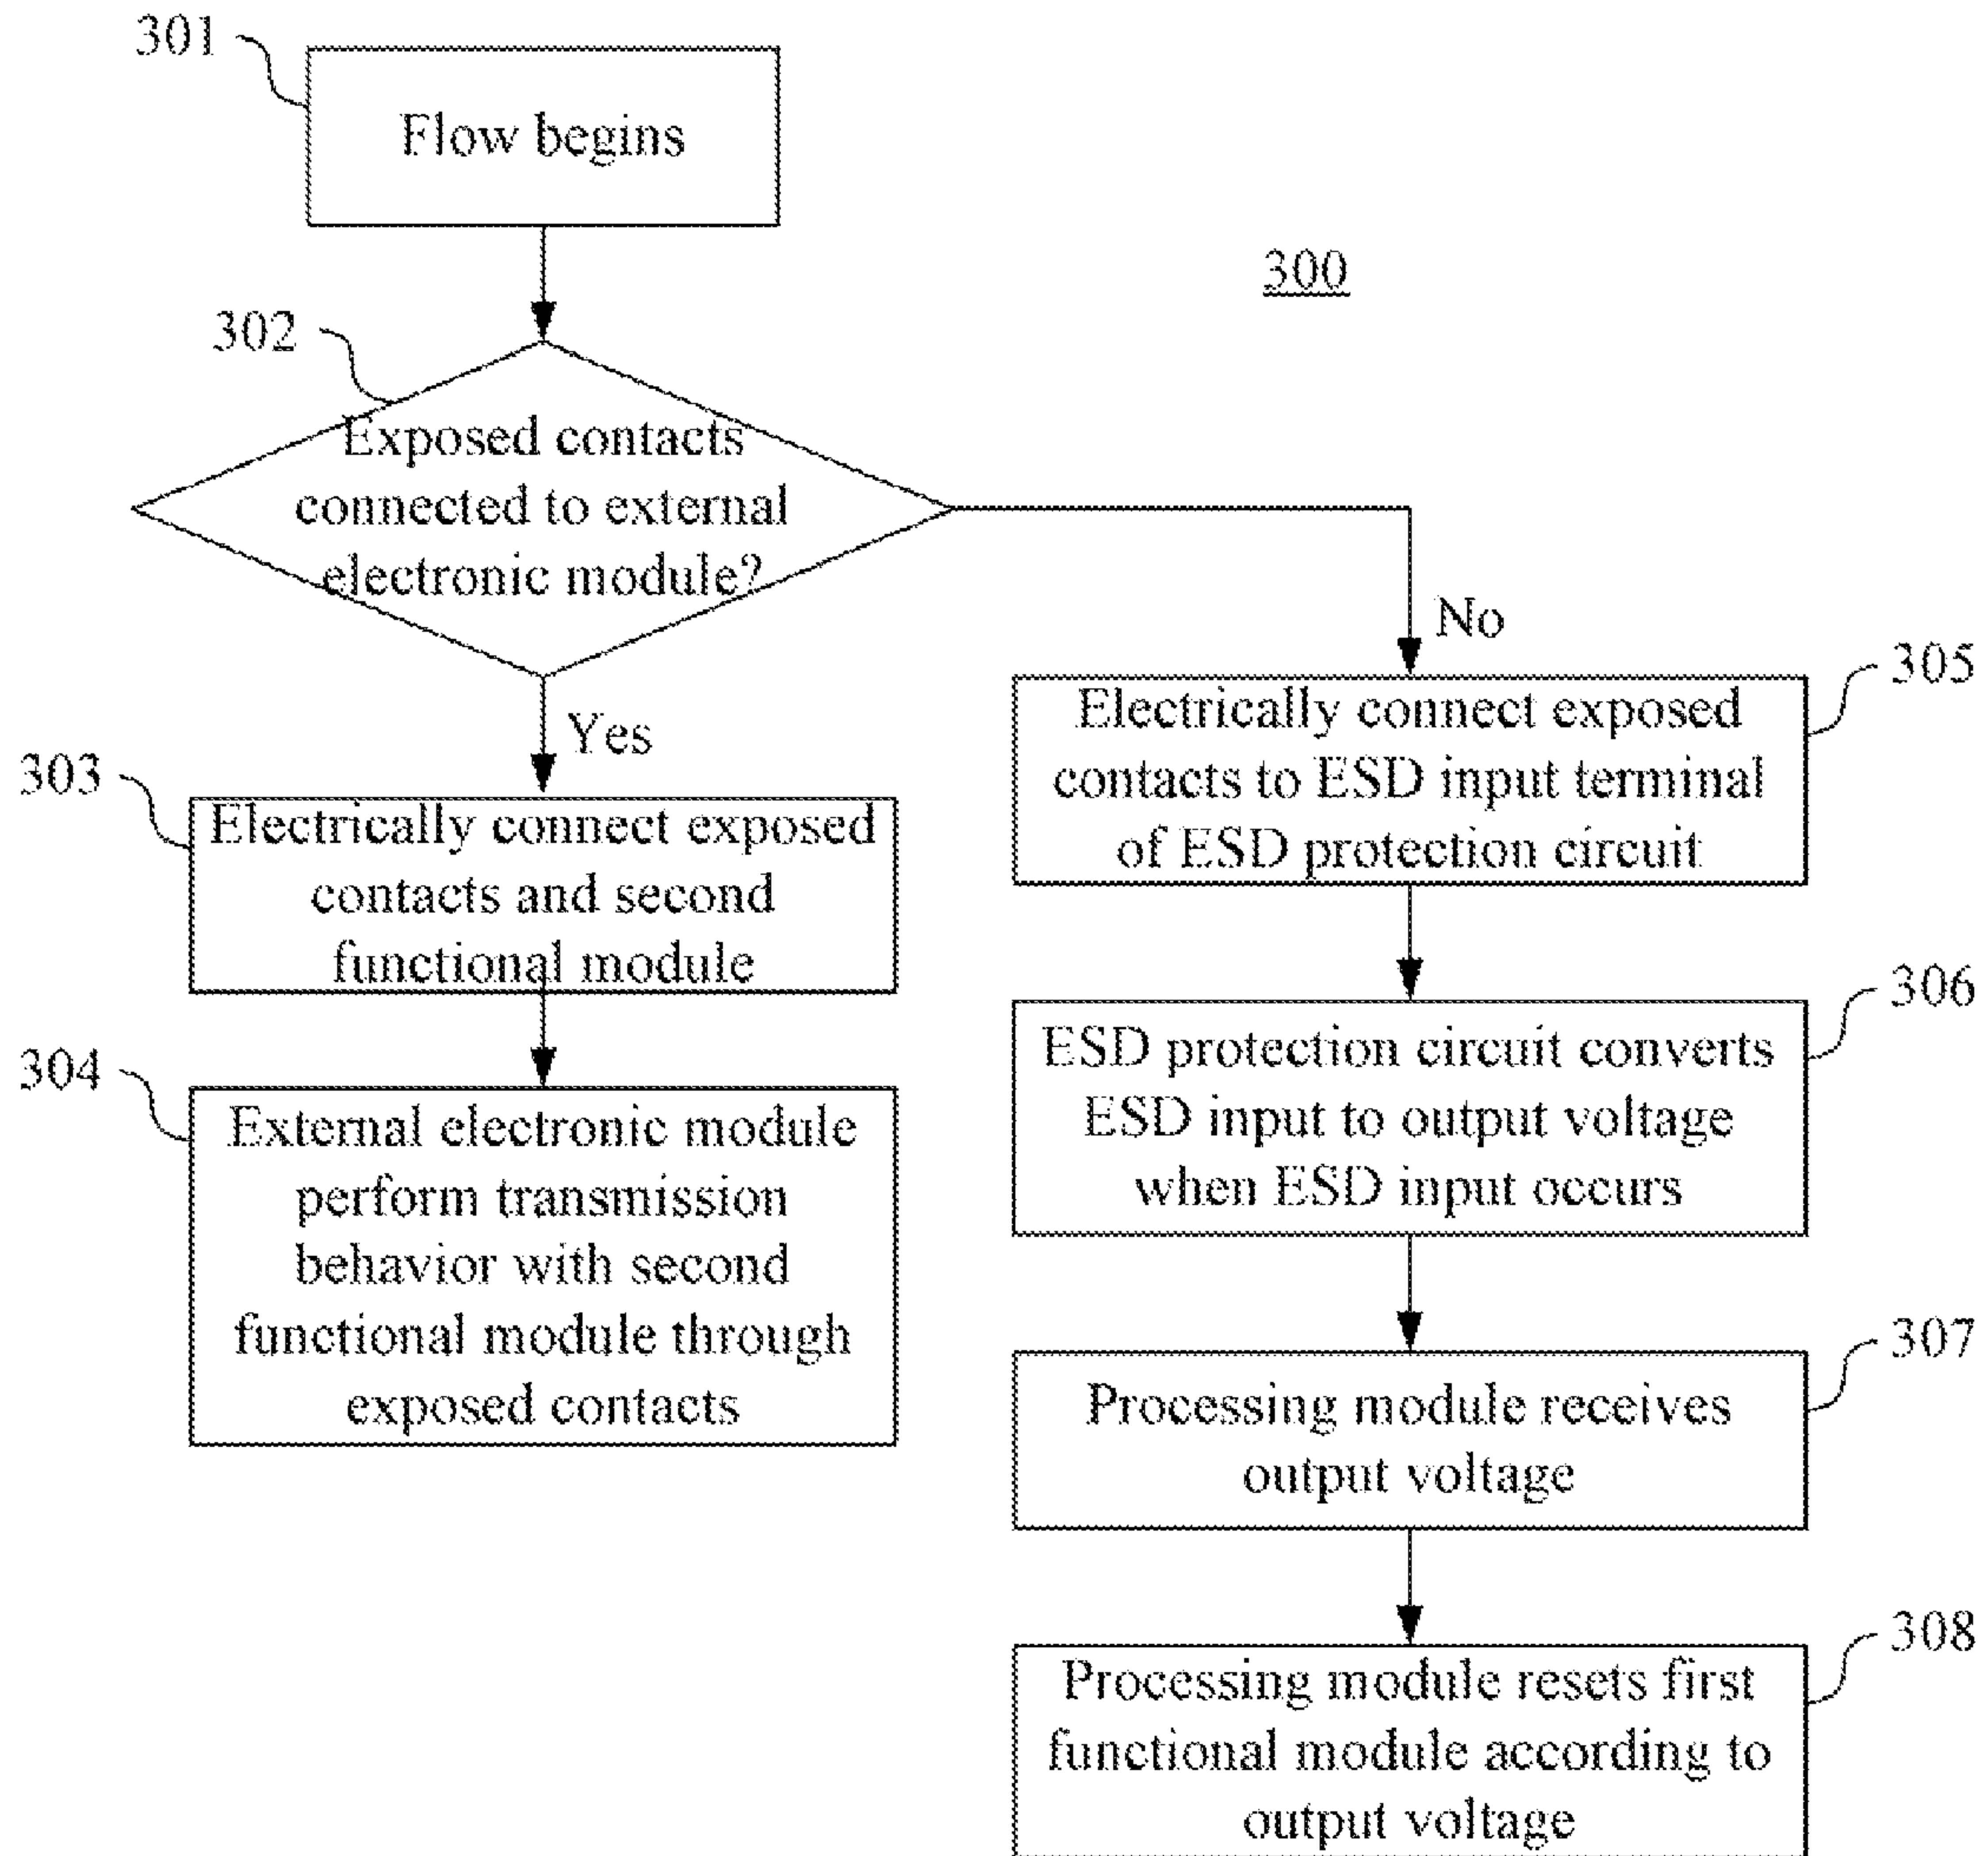 301
Flow begins
300
302
Exposed contacts
connected to external
electronic module?
No
Yes
303
Electrically connect exposed
contacts and second
functional module
304
External electronic module
perform transmission
behavior with second
functional module through
exposed contacts
305
Electrically connect exposed
contacts to ESD input terminal
of ESD protection circuit
306
ESD protection circuit converts
ESD input to output voltage
when ESD input occurs
307
Processing module receives
output voltage
308
Processing module resets first
functional module according to
output voltage